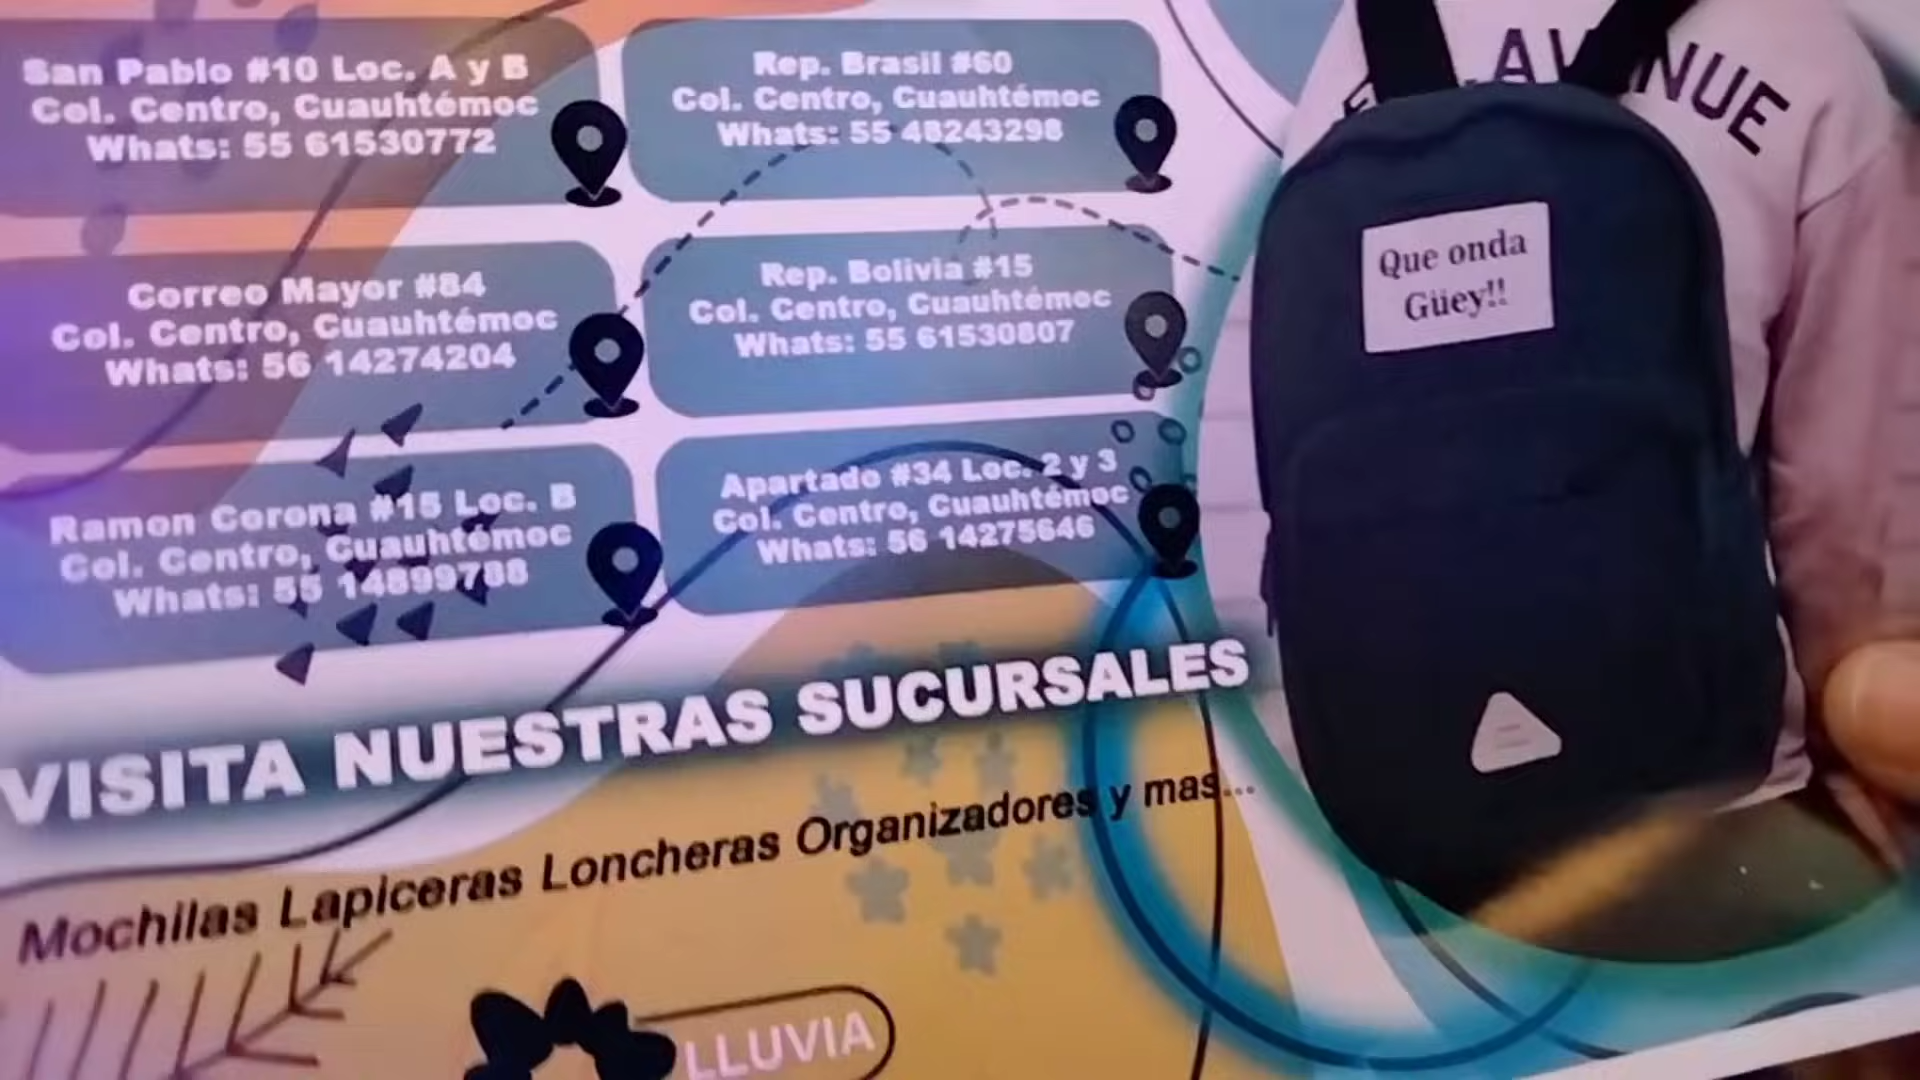 San Pablo #10 Loc. A y B
Col. Centro, Cuauhtémoc
Whats: 55 61530772
Rep. Brasil #60
Col. Centro, Cuauhtémoc
Whats: 55 48243298
Correo Mayor #84
Col. Centro, Cuauhtémoc
Whats: 56 14274204
Rep. Bolivia #15
Col. Centro, Cuauhtémoc
Whats: 55 61530807
Ramon Corona #15 Loc. B
Col. Centro, Cuauhtémoc
Whats: 55 14899788
Apartado #34 Loc. 2 y 3
Col. Centro, Cuauhtémoc
Whats: 56 14275646
VISITA NUESTRAS SUCURSALES
Mochilas Lapiceras Loncheras Organizadores y mas...
LLUVIA
Que onda
Güey!!